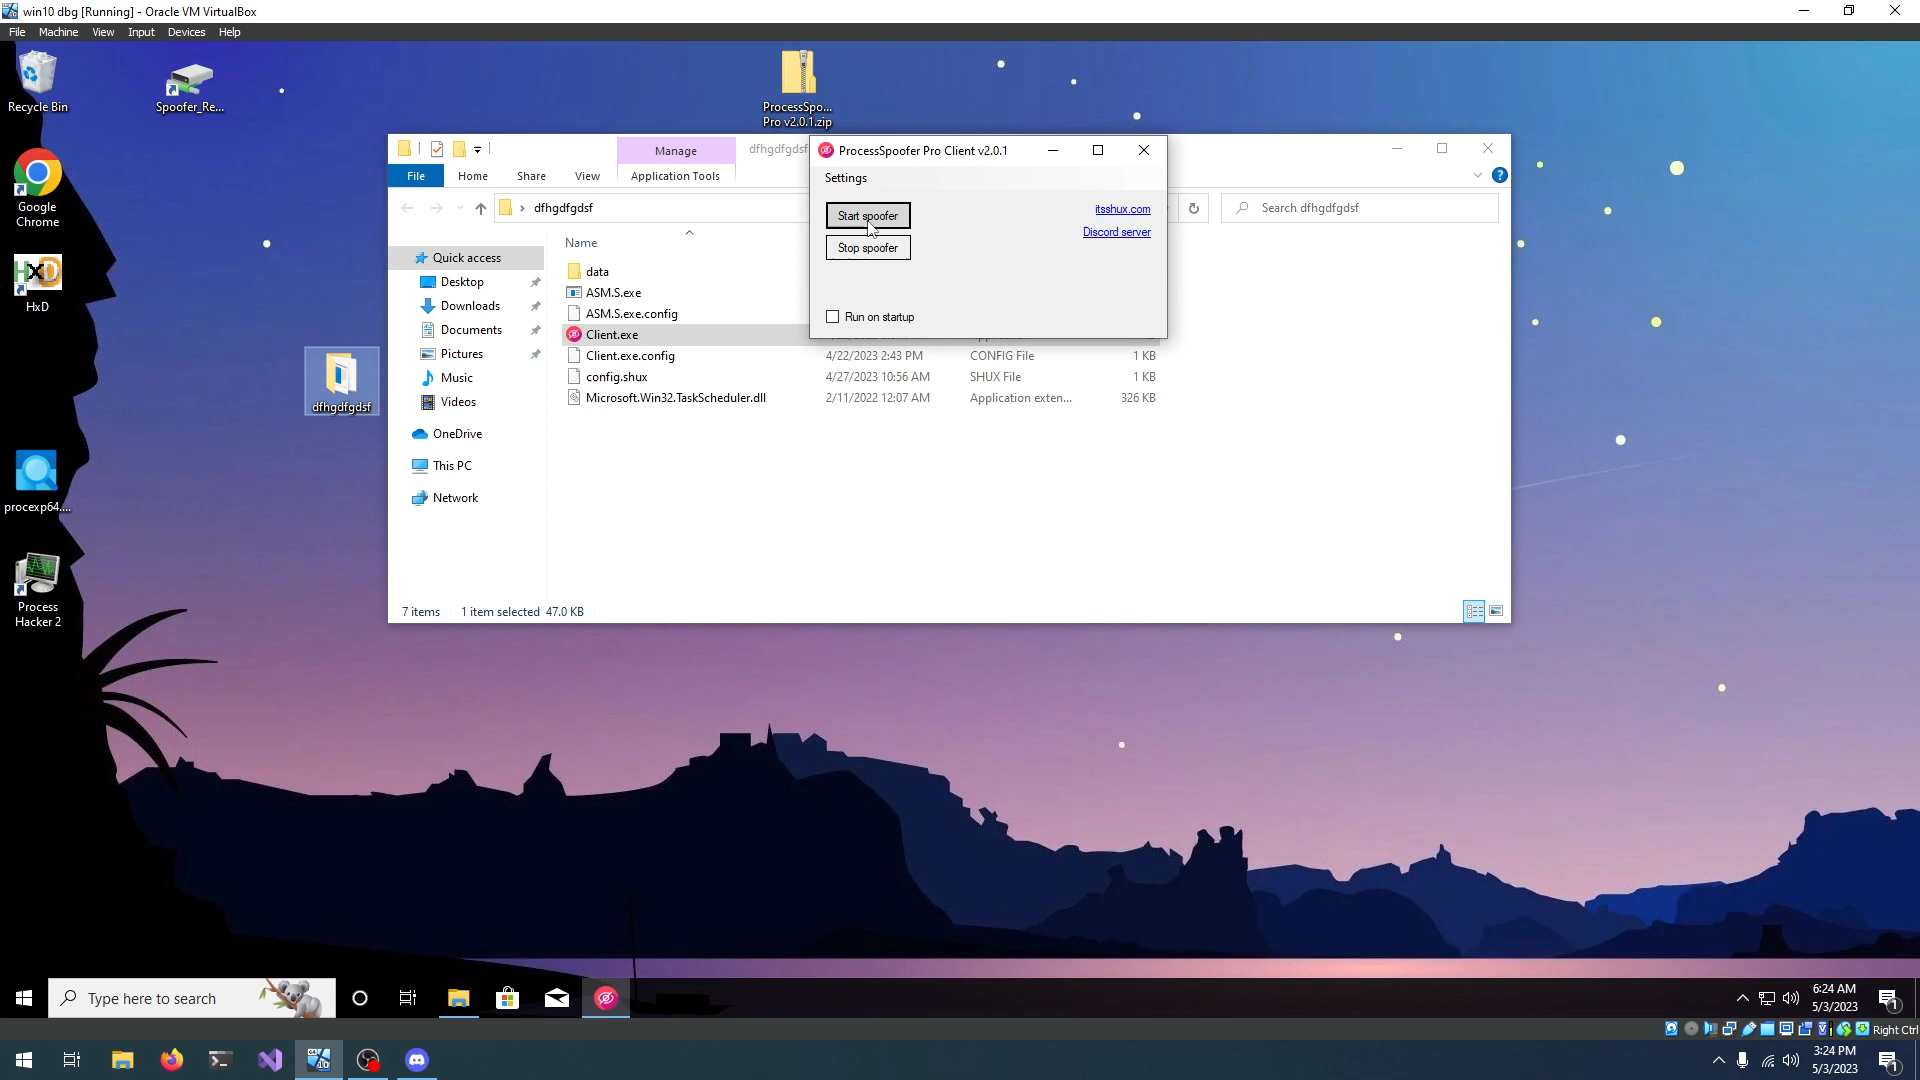 win10 dbg [Running] - Oracle VM VirtualBox
File Machine View Input Devices Help
Recycle Bin
Spoofer_Re...
ProcessSpo...
Pro v2.0.1.zip
Google
Chrome
HxD
HxD
dfhgdfgdsf
procexp64....
Process
Hacker 2
Manage
dfhgdfgdsf
File Home Share View Application Tools
dfhgdfgdsf
Search dfhgdfgdsf
Name
Quick access
Desktop
Downloads
Documents
Pictures
Music
Videos
OneDrive
This PC
Network
data
ASM.S.exe
ASM.S.exe.config
Client.exe
Client.exe.config 4/22/2023 2:43 PM CONFIG File 1 KB
config.shux 4/27/2023 10:56 AM SHUX File 1 KB
Microsoft.Win32.TaskScheduler.dll 2/11/2022 12:07 AM Application exten... 326 KB
7 items 1 item selected 47.0 KB
ProcessSpoofer Pro Client v2.0.1
Settings
Start spoofer
itsshux.com
Stop spoofer
Discord server
Run on startup
Type here to search
6:24 AM
5/3/2023
1
Right Ctrl
3:24 PM
5/3/2023
1